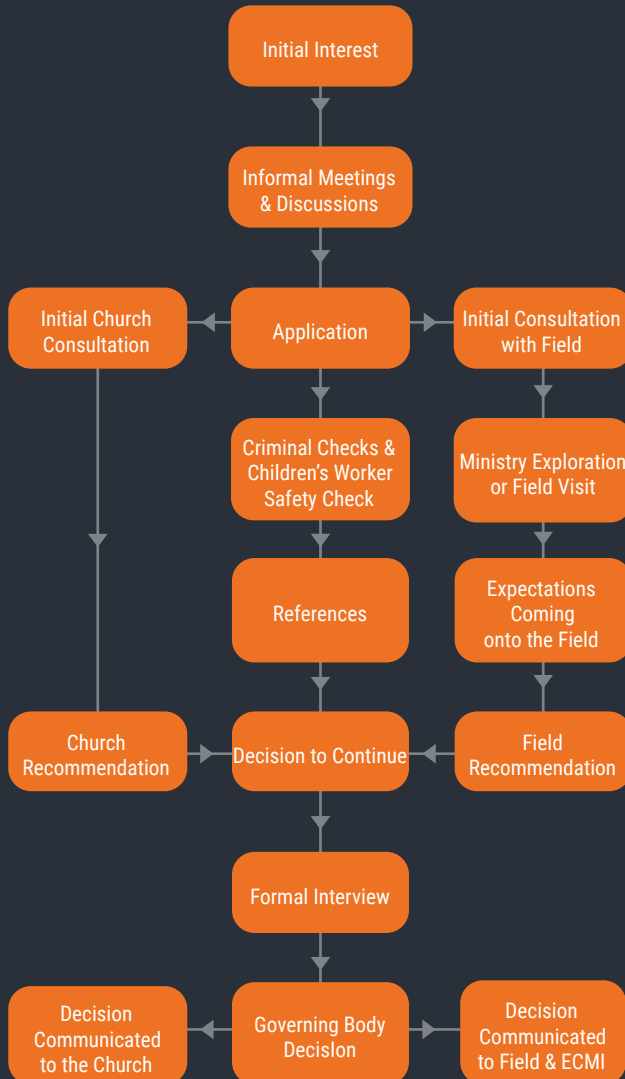 Initial Interest
Informal Meetings
& Discussions
Initial Church
Consultation
Application
Initial Consultation
with Field
Criminal Checks &
Children's Worker
Safety Check
Ministry Exploration
or Field Visit
References
Expectations
Coming
onto the Field
Church
Recommendation
Decision to Continue
Field
Recommendation
Formal Interview
Decision
Communicated
to the Church
Governing Body
Decislon
Decision
Communicated
to Field & ECMI